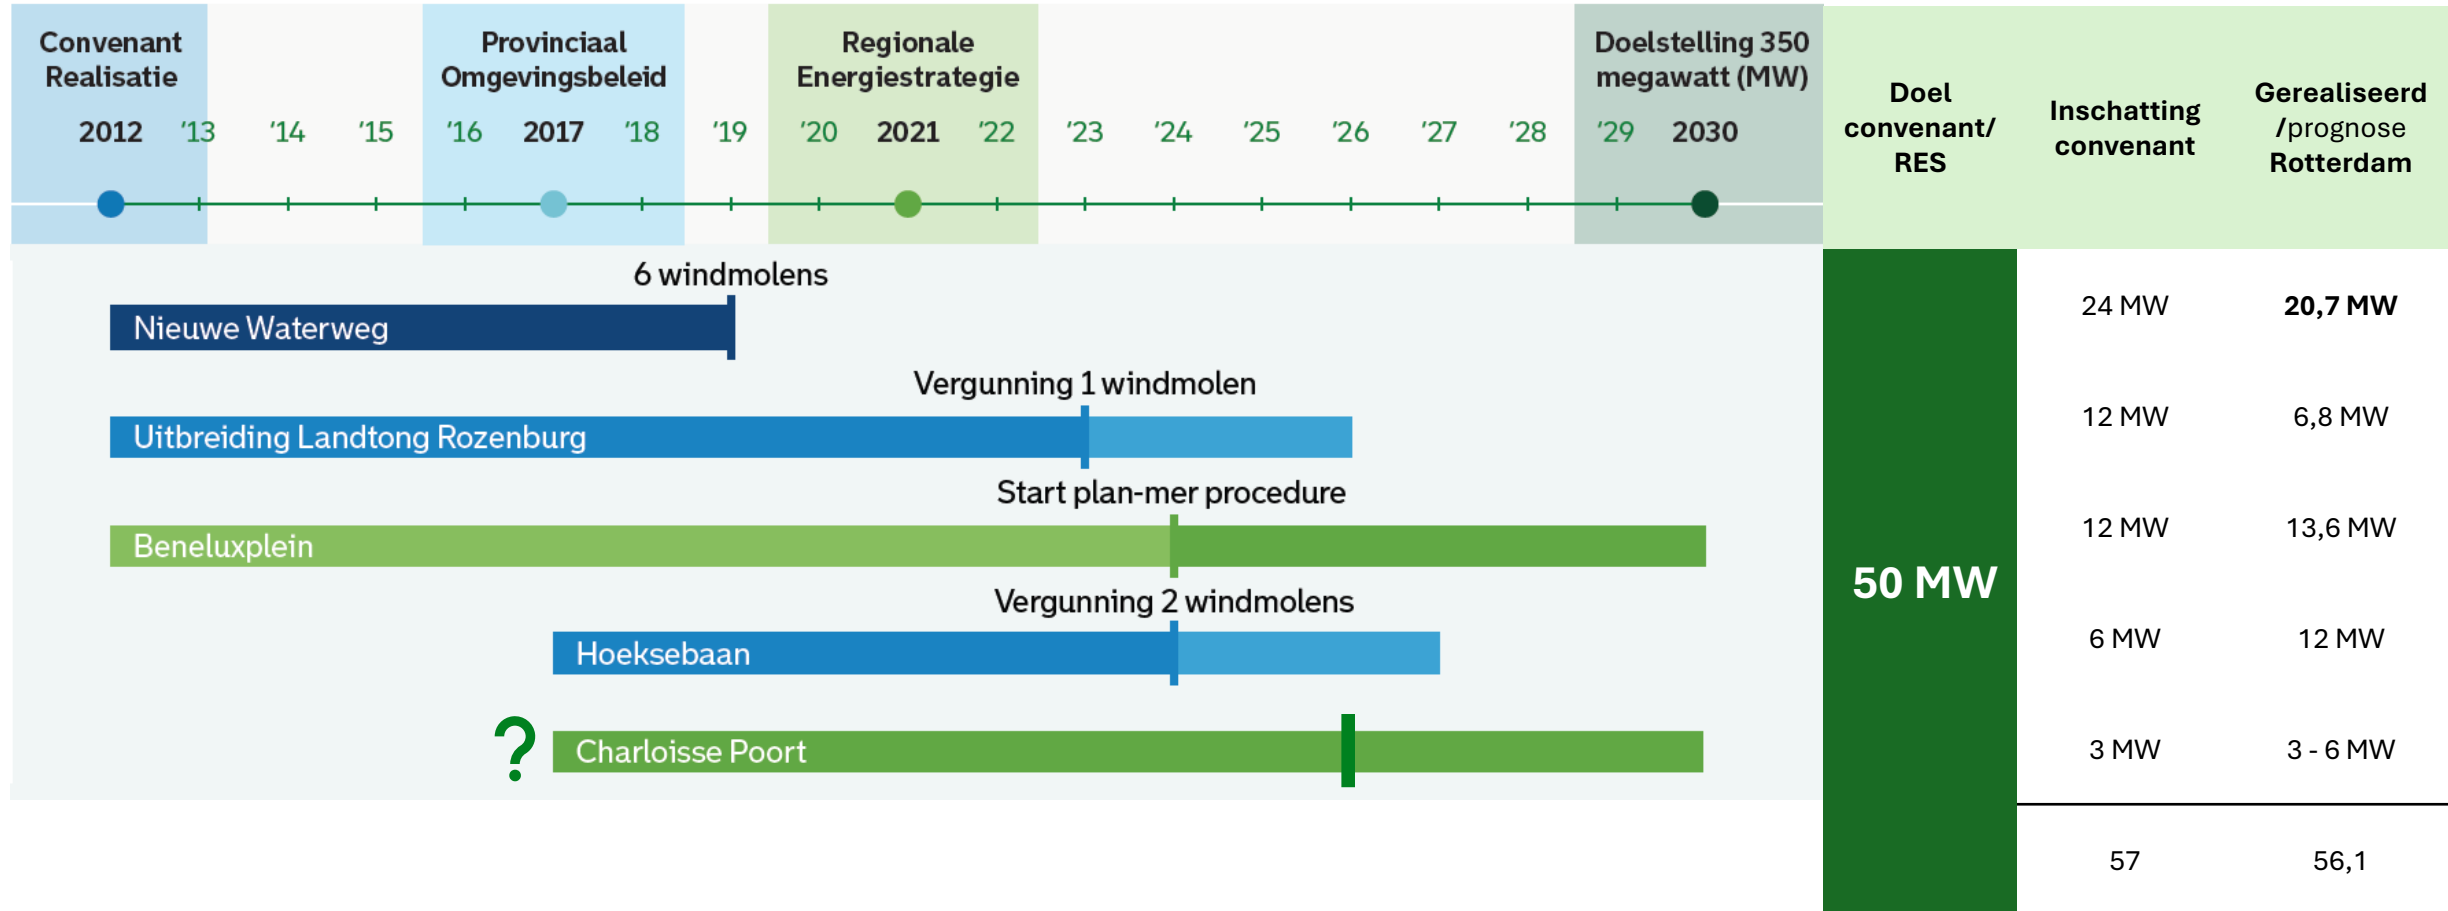 Convenant
Realisatie
Provinciaal
Omgevingsbeleid
Regionale
Energiestrategie
Doelstelling 350
megawatt (MW)
2012 '13 '14 '15 '16 2017 '18 '19 '20 2021 '22 '23 '24 '25 '26 '27 '28 '29 2030
Doel
convenant/
RES
Inschatting
convenant
Gerealiseerd
/prognose
Rotterdam
6 windmolens
Nieuwe Waterweg
24 MW
20,7 MW
Vergunning 1 windmolen
Uitbreiding Landtong Rozenburg
12 MW
6,8 MW
Start plan-mer procedure
Beneluxplein
12 MW
13,6 MW
50 MW
Vergunning 2 windmolens
Hoeksebaan
6 MW
12 MW
?
Charloisse Poort
3 MW
3 - 6 MW
57
56,1